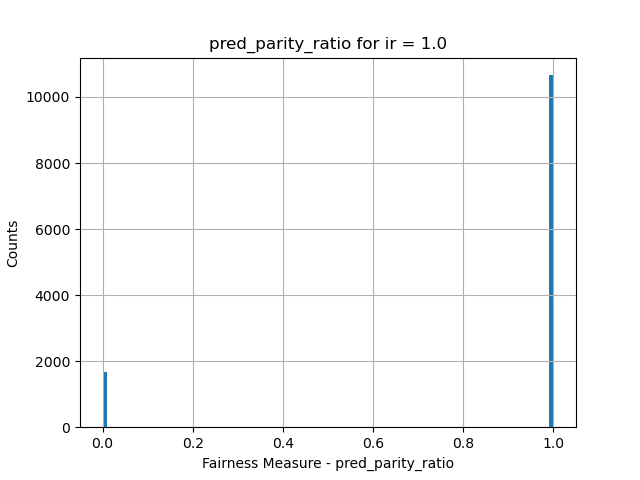 pred_parity_ratio for ir = 1.0
10000
8000
6000
4000
2000
0
Counts
0.0 0.2 0.4 0.6 0.8 1.0
Fairness Measure - pred_parity_ratio